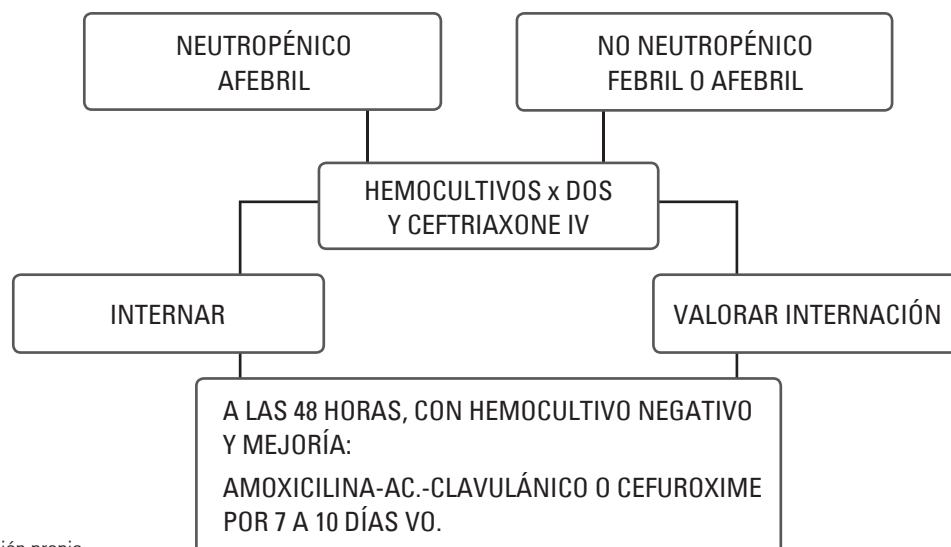 NEUTROPÉNICO
AFEBRIL
NO NEUTROPÉNICO
FEBRIL O AFEBRIL
HEMOCULTIVOS x DOS
Y CEFTRIAXONE IV
INTERNAR
VALORAR INTERNACIÓN
A LAS 48 HORAS, CON HEMOCULTIVO NEGATIVO
Y MEJORÍA:
AMOXICILINA-AC.-CLAVULÁNICO O CEFUROXIME
POR 7 A 10 DÍAS VO.